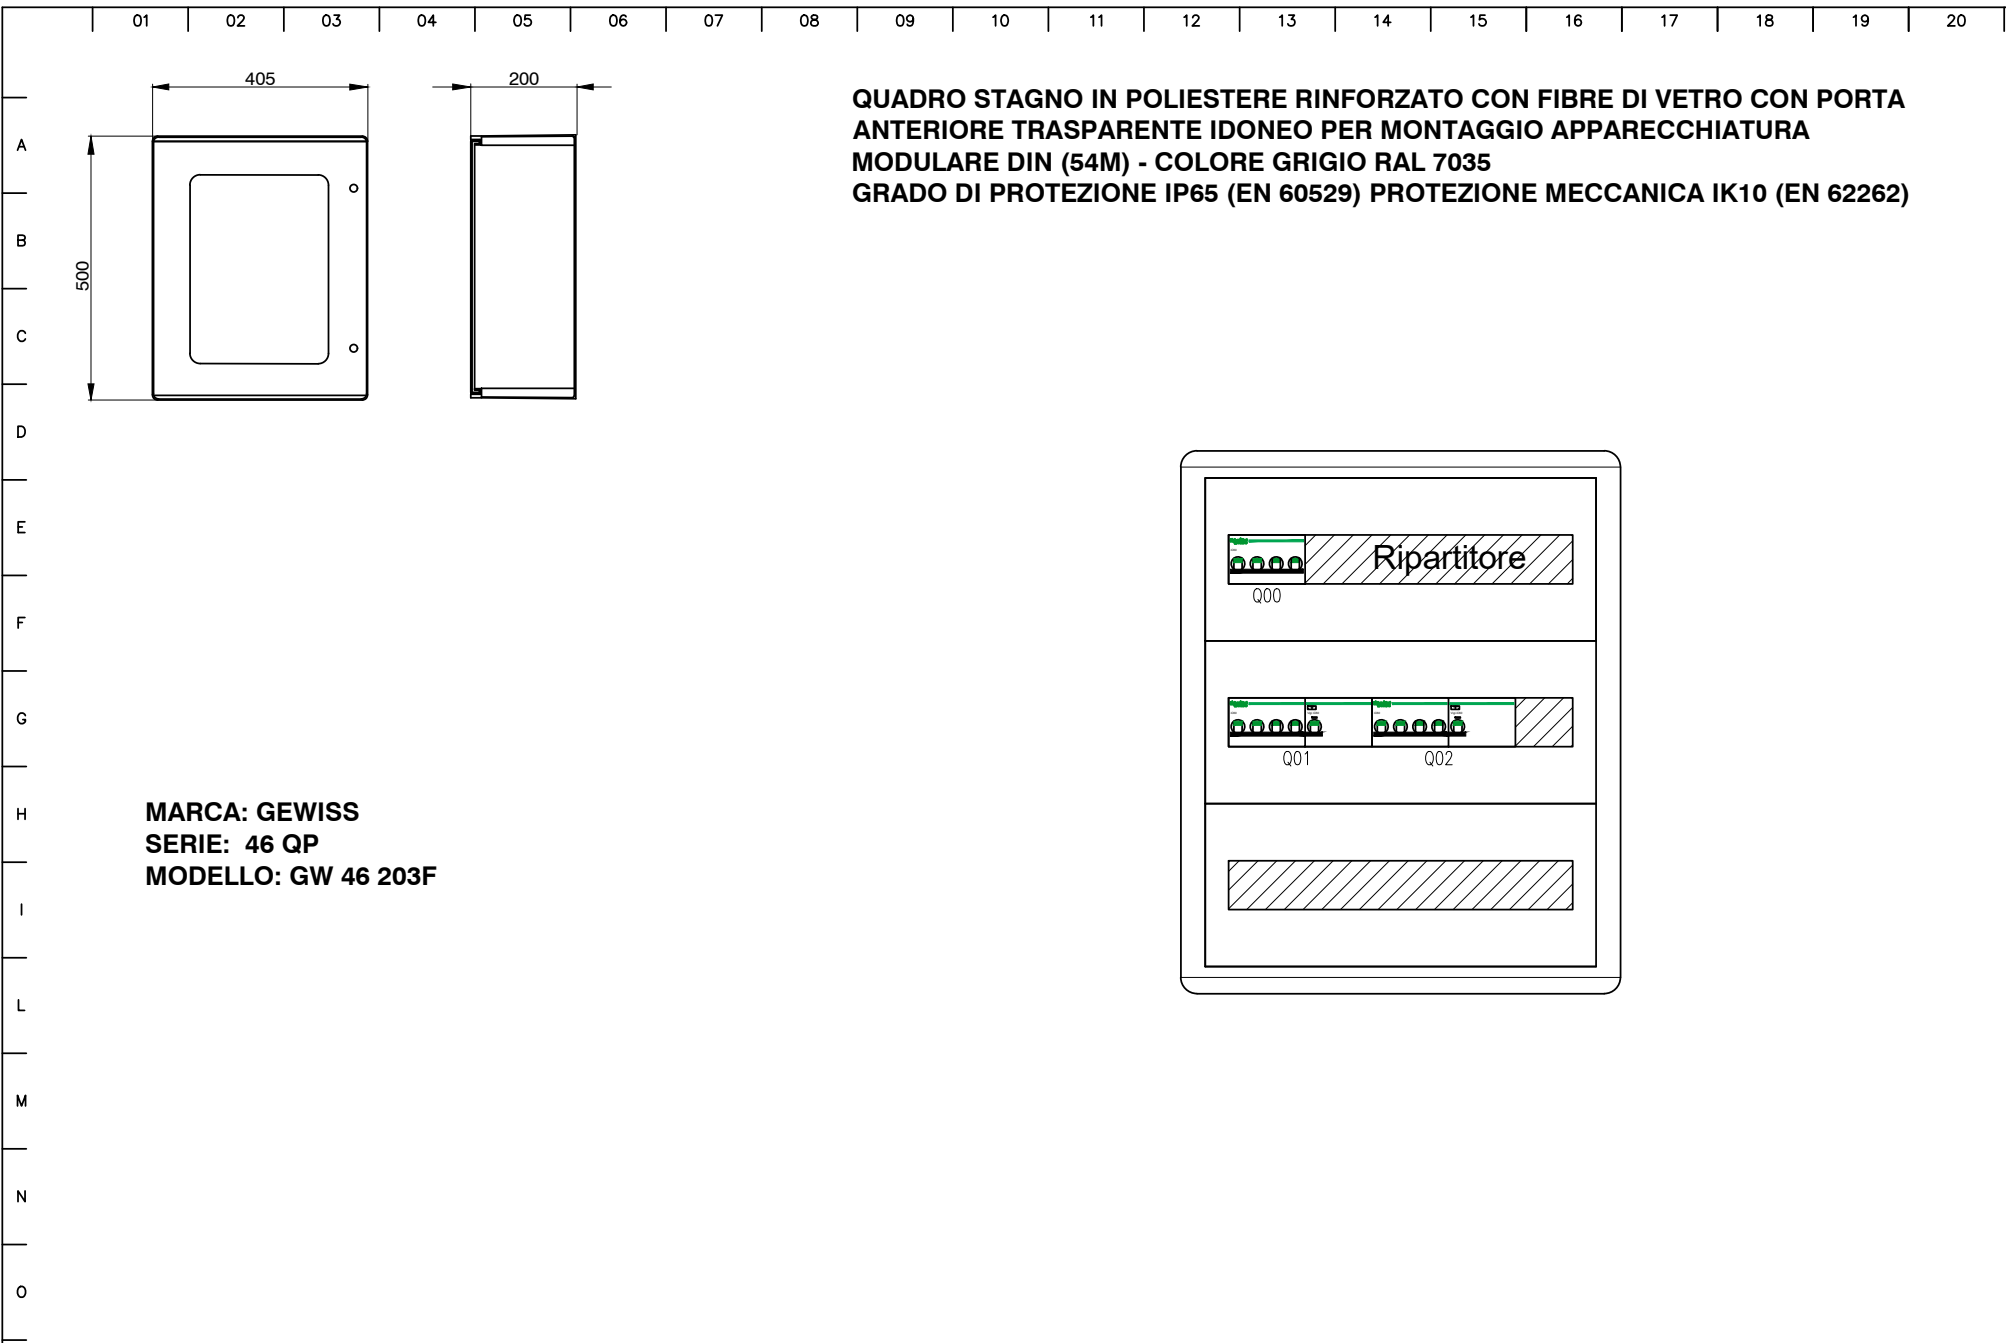 01 02 03 04 05 06 07 08 09 10 11 12 13 14 15 16 17 18 19 20
405
200
QUADRO STAGNO IN POLIESTERE RINFORZATO CON FIBRE DI VETRO CON PORTA
ANTERIORE TRASPARENTE IDONEO PER MONTAGGIO APPARECCHIATURA
MODULARE DIN (54M) - COLORE GRIGIO RAL 7035
GRADO DI PROTEZIONE IP65 (EN 60529) PROTEZIONE MECCANICA IK10 (EN 62262)
A
B
500
C
D
E
Ripartitore
Q00
F
G
Q01
Q02
H
MARCA: GEWISS
SERIE: 46 QP
MODELLO: GW 46 203F
I
L
M
N
O